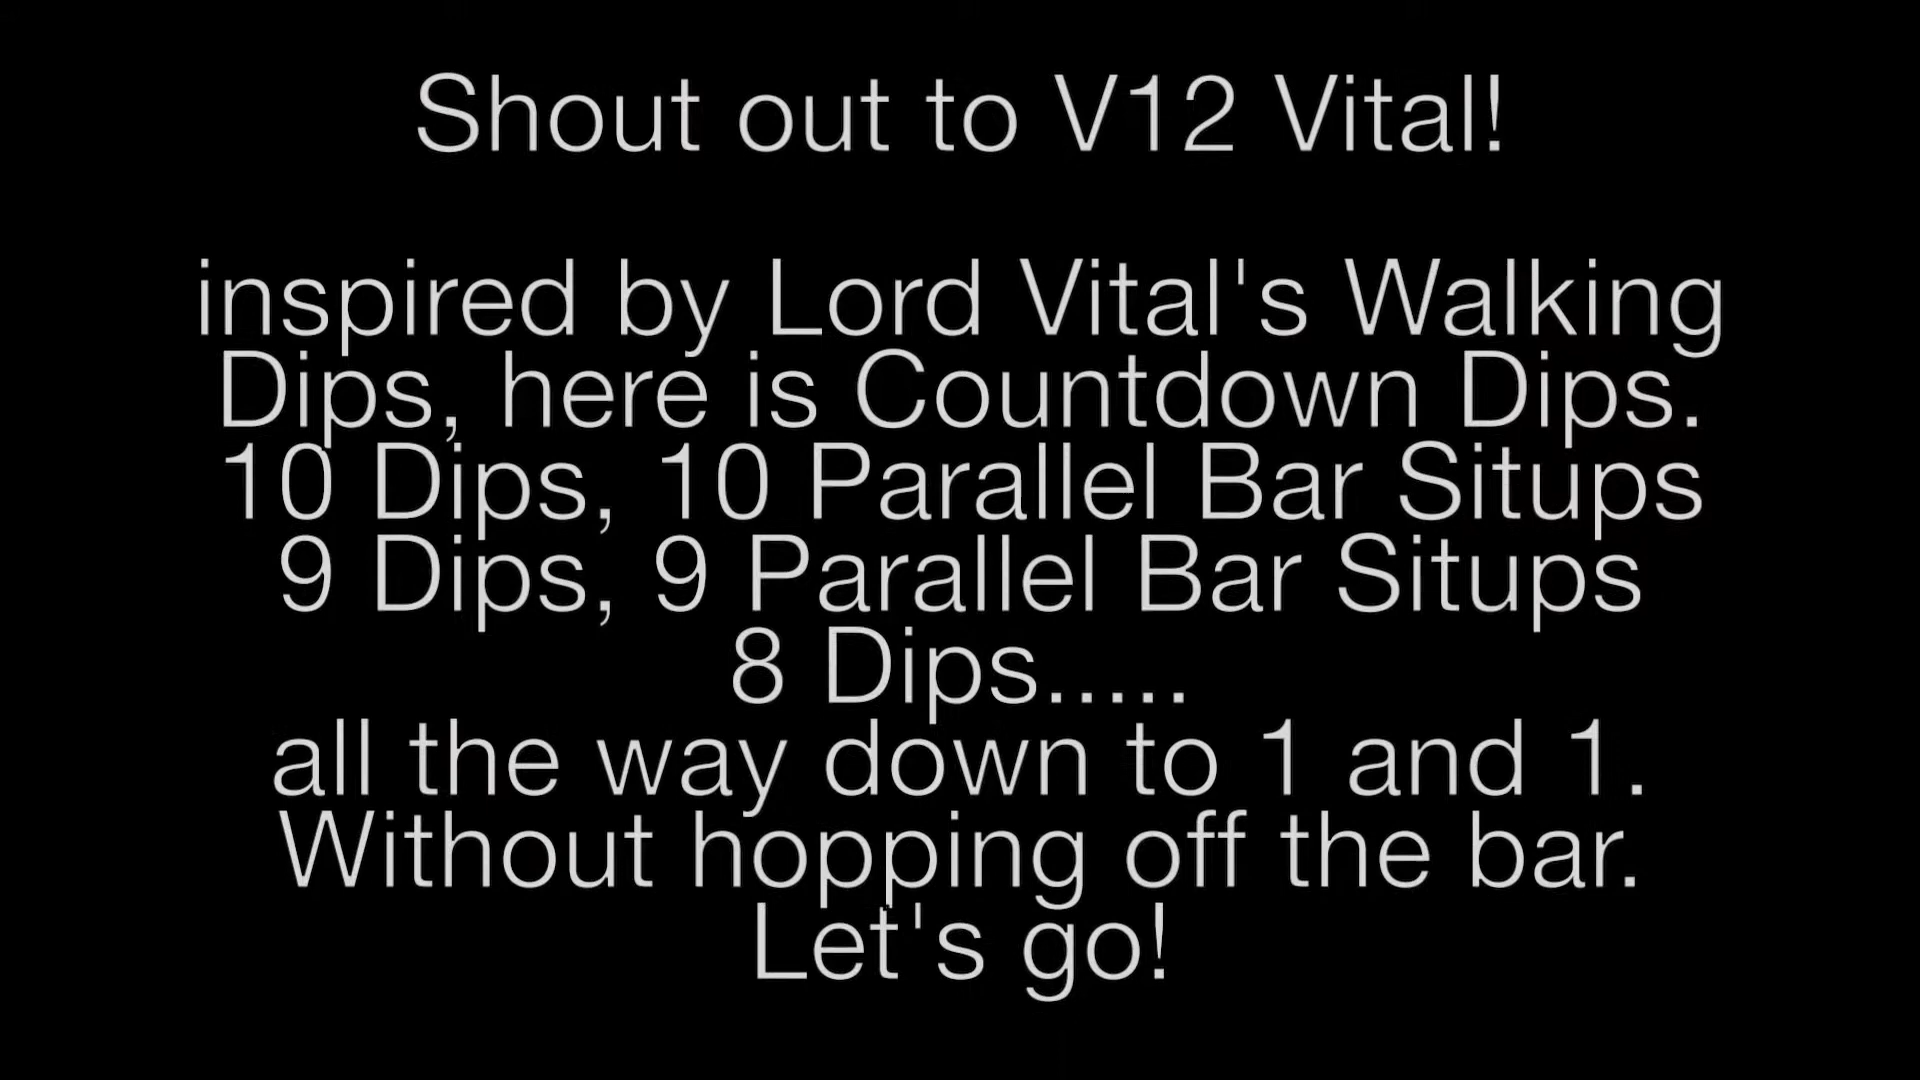 Shout out to V12 Vital!
inspired by Lord Vital's Walking
Dips, here is Countdown Dips.
10 Dips, 10 Parallel Bar Situps
9 Dips, 9 Parallel Bar Situps
8 Dips.....
all the way down to 1 and 1.
Without hopping off the bar.
Let's go!